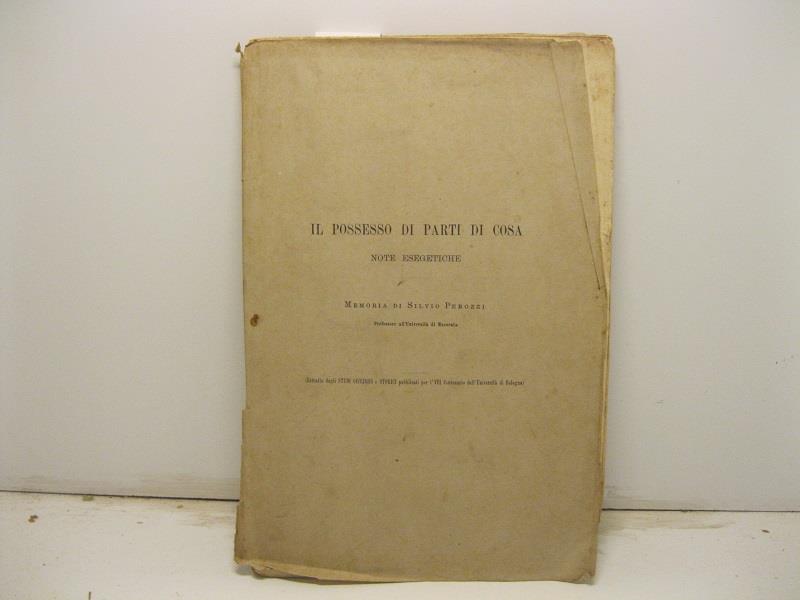 IL POSSESSO DI PARTI DI COSA
NOTE ESEGETICHE
MEMORIA DI SILVIO PEROZZI
Professore all'Università di Macerata
(Estratto dagli STUDI GIURIDICI e STORICI pubblicati per l'VIII Centenario dell'Università di Bologna)